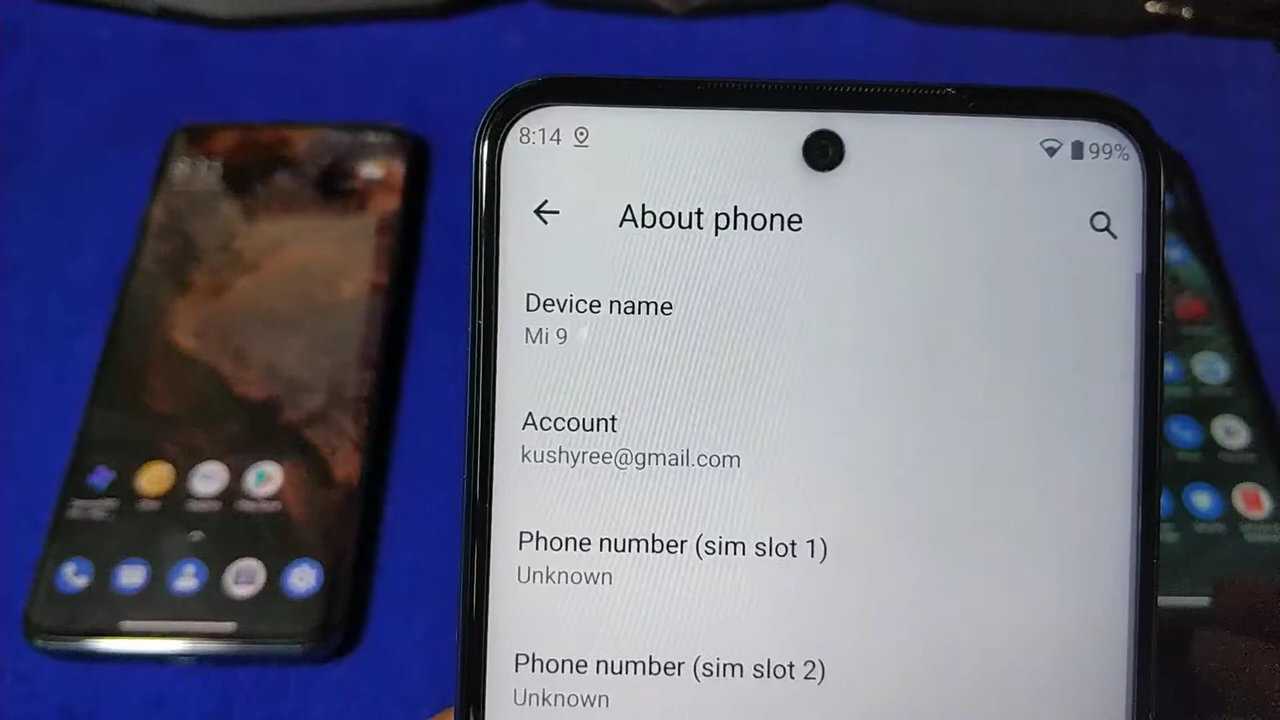 8:14
99%
About phone
Device name
Mi 9
Account
kushyree@gmail.com
Phone number (sim slot 1)
Unknown
Phone number (sim slot 2)
Unknown